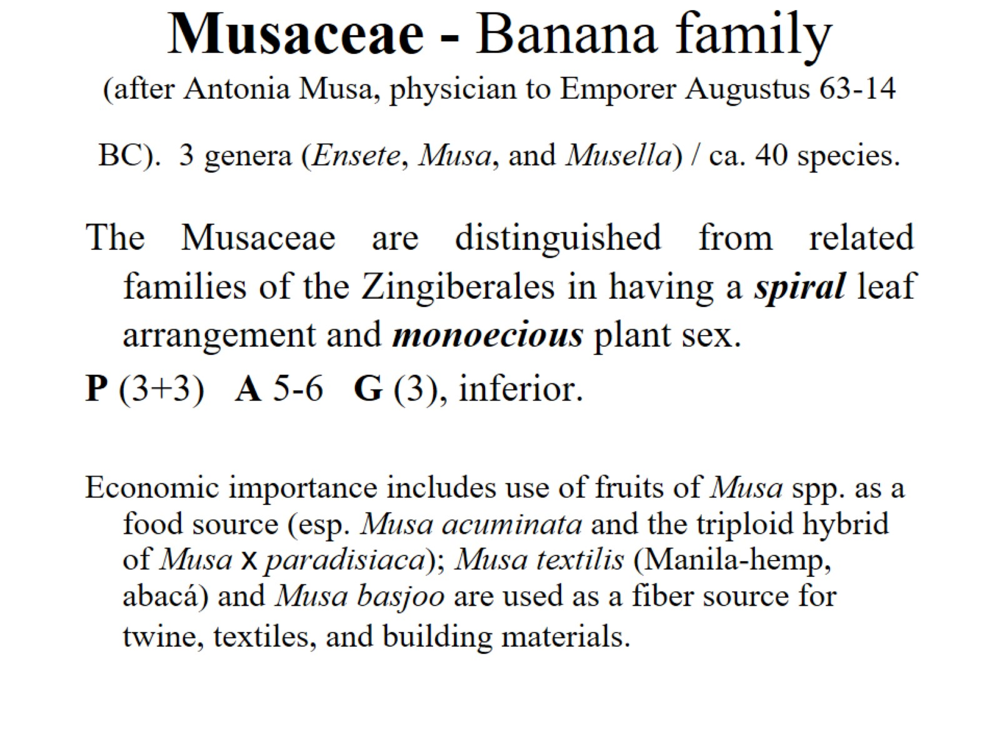 Musaceae - Banana family
(after Antonia Musa, physician to Emporer Augustus 63-14
BC).  3 genera (Ensete, Musa, and Musella) / ca. 40 species.
The Musaceae are distinguished from related
families of the Zingiberales in having a spiral leaf
arrangement and monoecious plant sex.
P (3+3)   A 5-6   G (3), inferior.
Economic importance includes use of fruits of Musa spp. as a
food source (esp. Musa acuminata and the triploid hybrid
of Musa x paradisiaca); Musa textilis (Manila-hemp,
abacá) and Musa basjoo are used as a fiber source for
twine, textiles, and building materials.